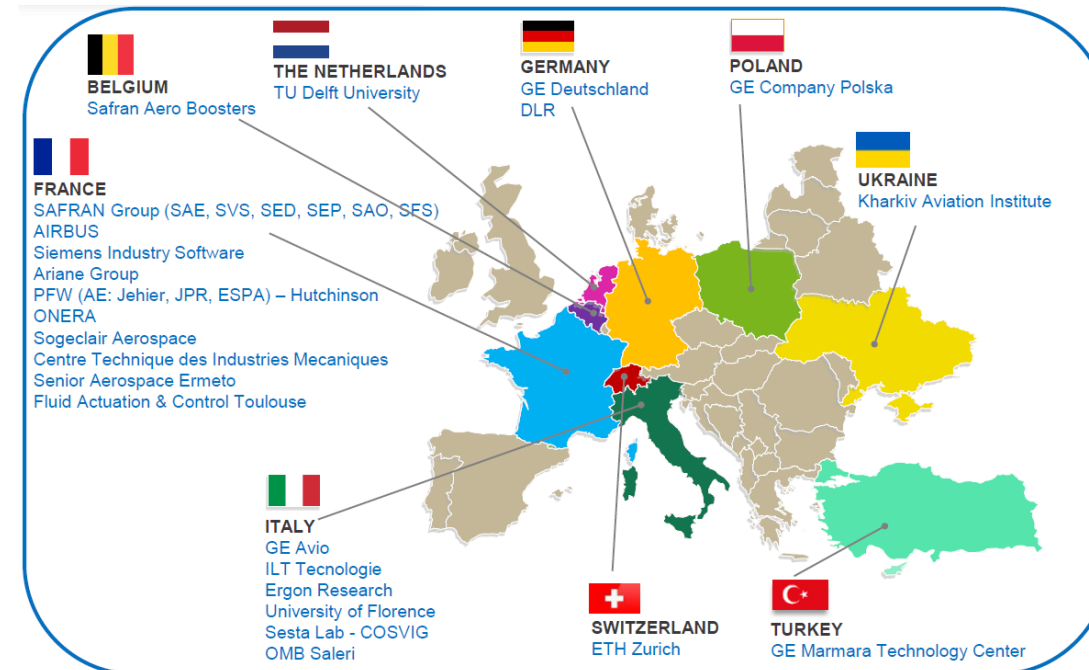 BELGIUM
Safran Aero Boosters
THE NETHERLANDS
TU Delft University
GERMANY
GE Deutschland
DLR
POLAND
GE Company Polska
UKRAINE
Kharkiv Aviation Institute
FRANCE
SAFRAN Group (SAE, SVS, SED, SEP, SAO, SFS)
AIRBUS
Siemens Industry Software
Ariane Group
PFW (AE: Jehier, JPR, ESPA) – Hutchinson
ONERA
Sogeclair Aerospace
Centre Technique des Industries Mecaniques
Senior Aerospace Ermeto
Fluid Actuation & Control Toulouse
ITALY
GE Avio
ILT Tecnologie
Ergon Research
University of Florence
Sesta Lab - COSVIG
OMB Saleri
SWITZERLAND
ETH Zurich
TURKEY
GE Marmara Technology Center